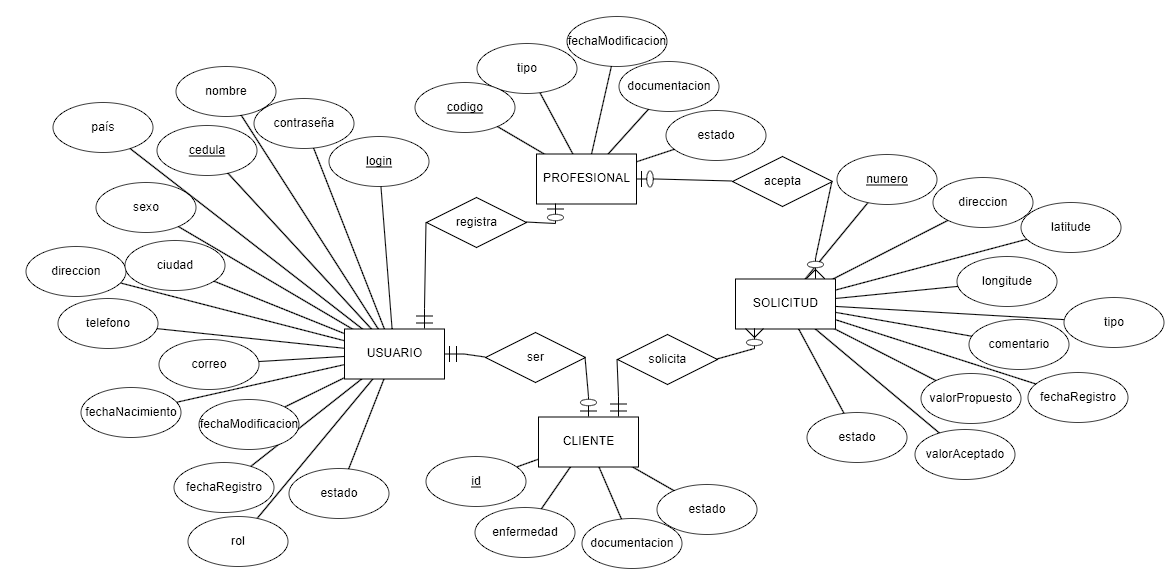 fechaModificacion
tipo
documentacion
codigo
estado
PROFESIONAL
nombre
contraseña
país
cedula
login
sexo
direccion
ciudad
telefono
correo
fechaNacimiento
fechaModificacion
fechaRegistro
estado
rol
USUARIO
registra
acepta
ser
solicita
numero
direccion
latitude
longitude
tipo
comentario
valorPropuesto
fechaRegistro
estado
valorAceptado
SOLICITUD
CLIENTE
id
enfermedad
documentacion
estado